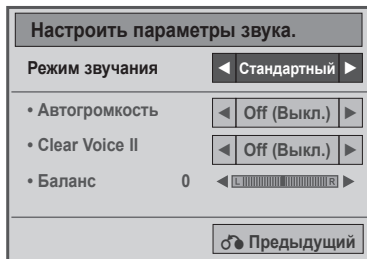 Настроить параметры звука.
Режим звучания ◄ Стандартный ►
• Автогромкость ◄ Off (Выкл.) ►
• Clear Voice II ◄ Off (Выкл.) ►
• Баланс 0 ◄ L R ►
Предыдущий